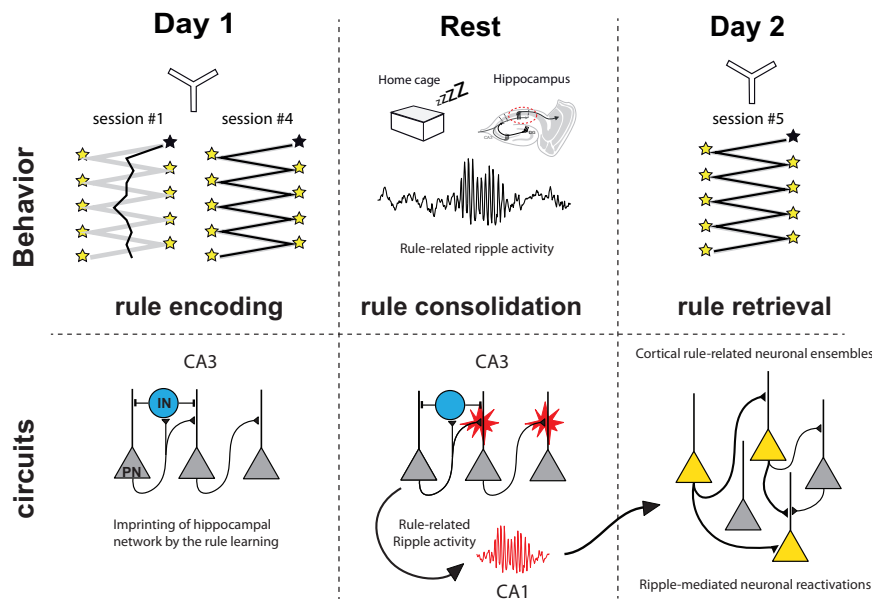 Day 1
Rest
Day 2
Behavior
session #1
session #4
Home cage
zzzZZ
Hippocampus
CA3
Rule-related ripple activity
session #5
rule encoding
rule consolidation
rule retrieval
circuits
CA3
IN
PN
Imprinting of hippocampal
network by the rule learning
CA3
Rule-related
Ripple activity
CA1
Cortical rule-related neuronal ensembles
Ripple-mediated neuronal reactivations